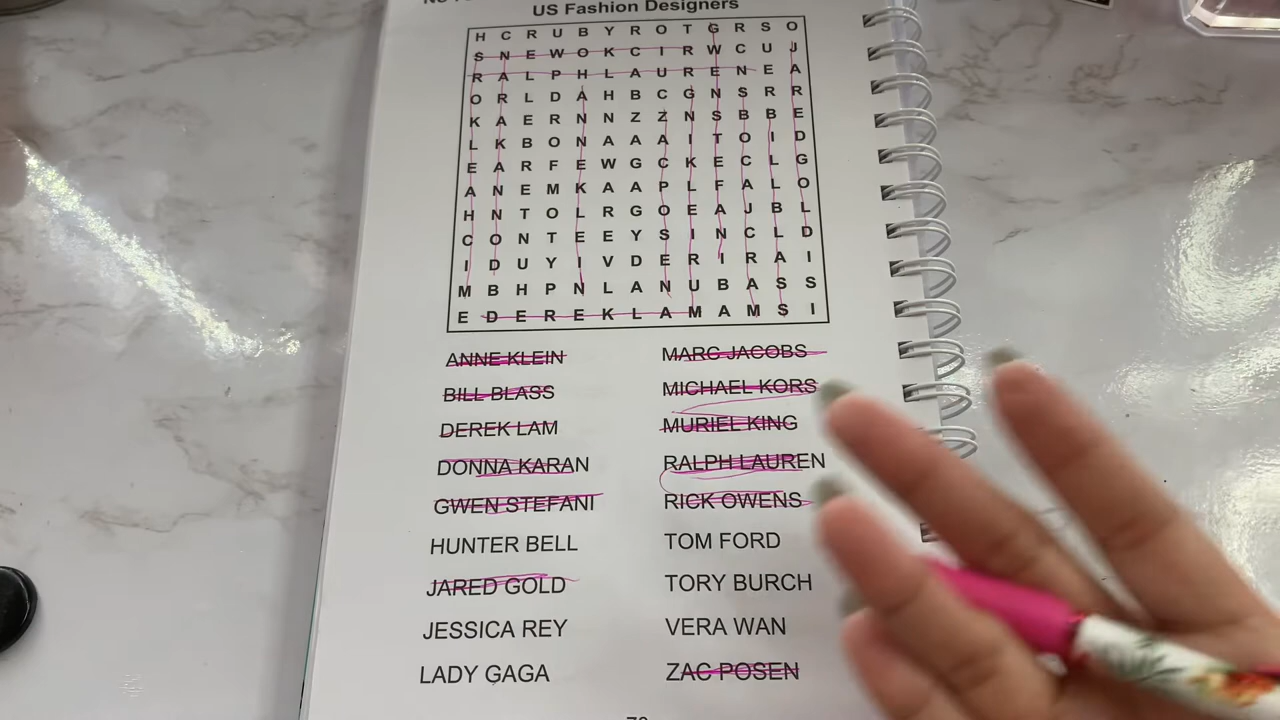 US Fashion Designers
H C R U B Y R O T G R S O
S N E W O K C I R W C U J
R A L P H L A U R E N E A
O R L D A H B C G N S R R
K A E R N N Z Z N S B B E
L K B O N A A A I T O I D
E A R F E W G C K E C L G
A N E M K A A P L F A L O
H N T O L R G O E A J B L
C O N T E E Y S I N C L D
I D U Y I V D E R I R A I
M B H P N L A N U B A S S
E D E R E K L A M A M S I
ANNE KLEIN
BILL BLASS
DEREK LAM
DONNA KARAN
GWEN STEFANI
HUNTER BELL
JARED GOLD
JESSICA REY
LADY GAGA
MARC JACOBS
MICHAEL KORS
MURIEL KING
RALPH LAUREN
RICK OWENS
TOM FORD
TORY BURCH
VERA WAN
ZAC POSEN